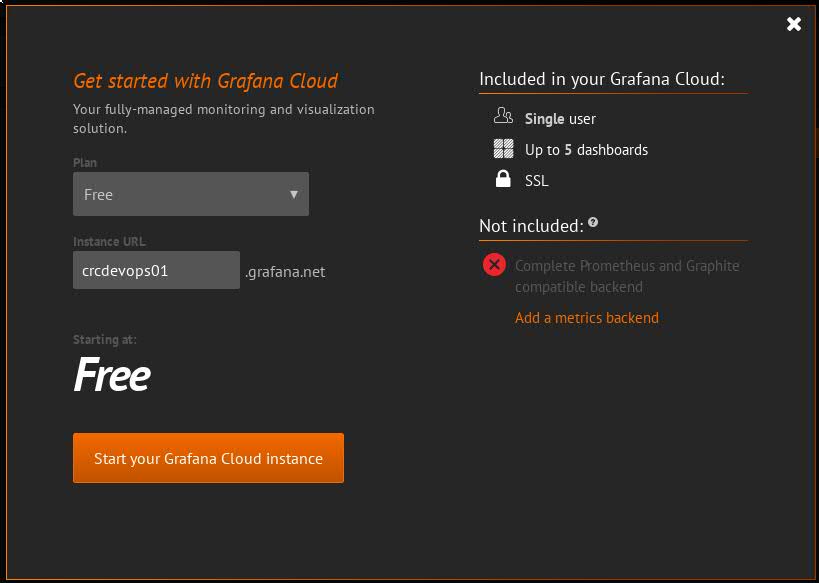 Get started with Grafana Cloud
Your fully-managed monitoring and visualization
solution.
Plan
Free
Instance URL
crcdevops01 .grafana.net
Starting at:
Free
Start your Grafana Cloud instance
Included in your Grafana Cloud:
Single user
Up to 5 dashboards
SSL
Not included: ?
Complete Prometheus and Graphite
compatible backend
Add a metrics backend